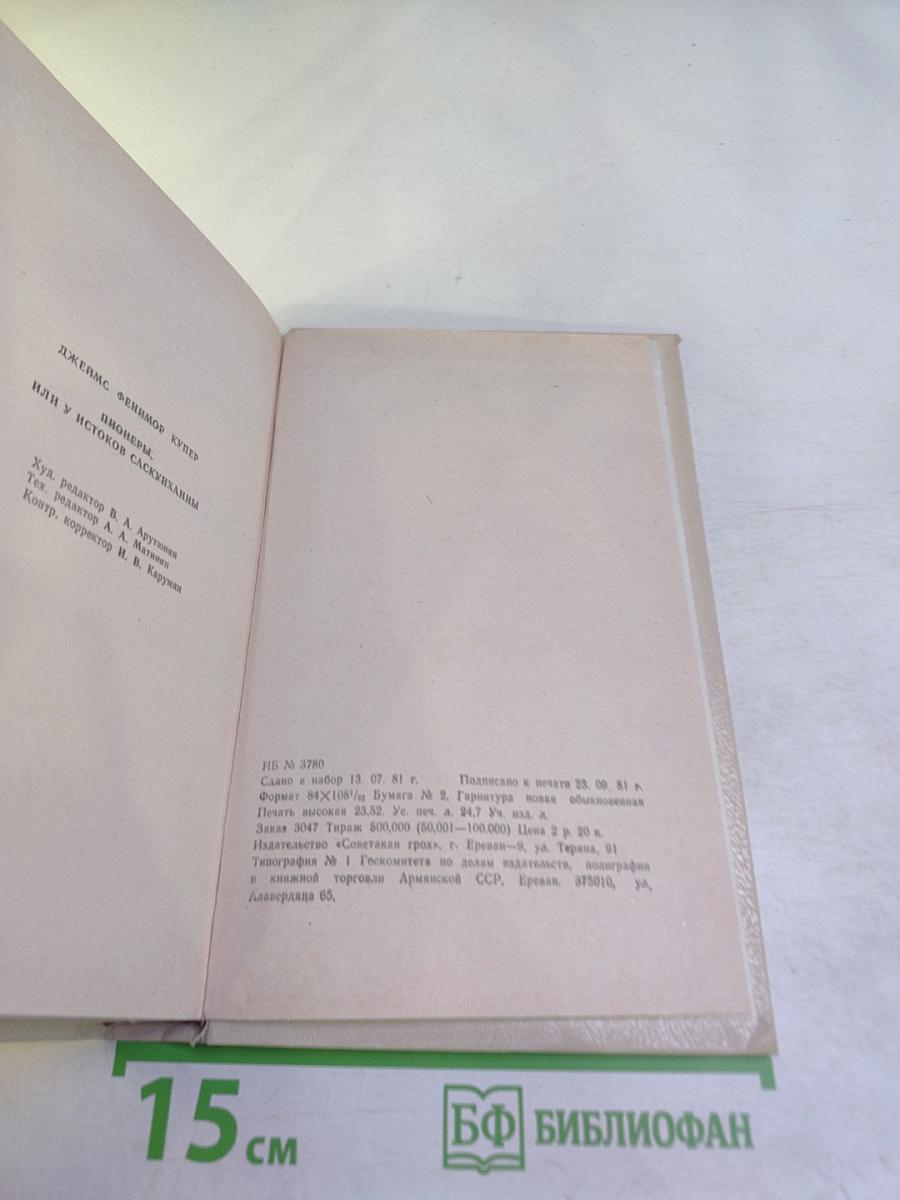 ДЖЕЙМС ФЕНИМОР КУПЕР
ПИОНЕРЫ,
ИЛИ У ИСТОКОВ САСКУИХАННЫ
Худ. редактор В. А. Арутюнян
Тех. редактор А. А. Матинян
Контр. корректор И. В. Каруман
ИБ № 3780
Сдано в набор 13. 07. 81 г. Подписано к печати 23. 09. 81 г.
Формат 84×108¹/₃₂ Бумага № 2, Гарнитура новая обыкновенная
Печать высокая 23,52. Ус. печ. л. 24,7 Уч. изд. л.
Заказ 3047 Тираж 500,000 (50,001—100,000) Цена 2 р. 20 к.
Издательство «Советакан грох», г. Ереван—9, ул. Теряна, 91
Типография № 1 Госкомитета по делам издательств, полиграфии
и книжной торговли Армянской ССР, Ереван, 375010, ул,
Алавердяна 65,
15 см
БФ БИБЛИОФАН